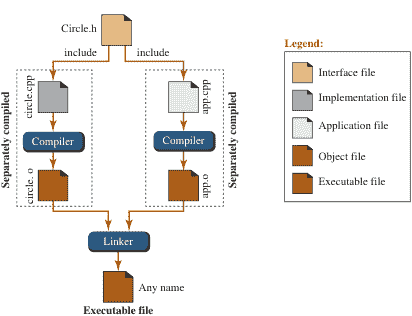 Circle.h
include
include
Separately compiled
circle.cpp
Compiler
circle. o
app.cpp
Compiler
app.o
Separately compiled
Linker
Any name
Executable file
Legend:
Interface file
Implementation file
Application file
Object file
Executable file